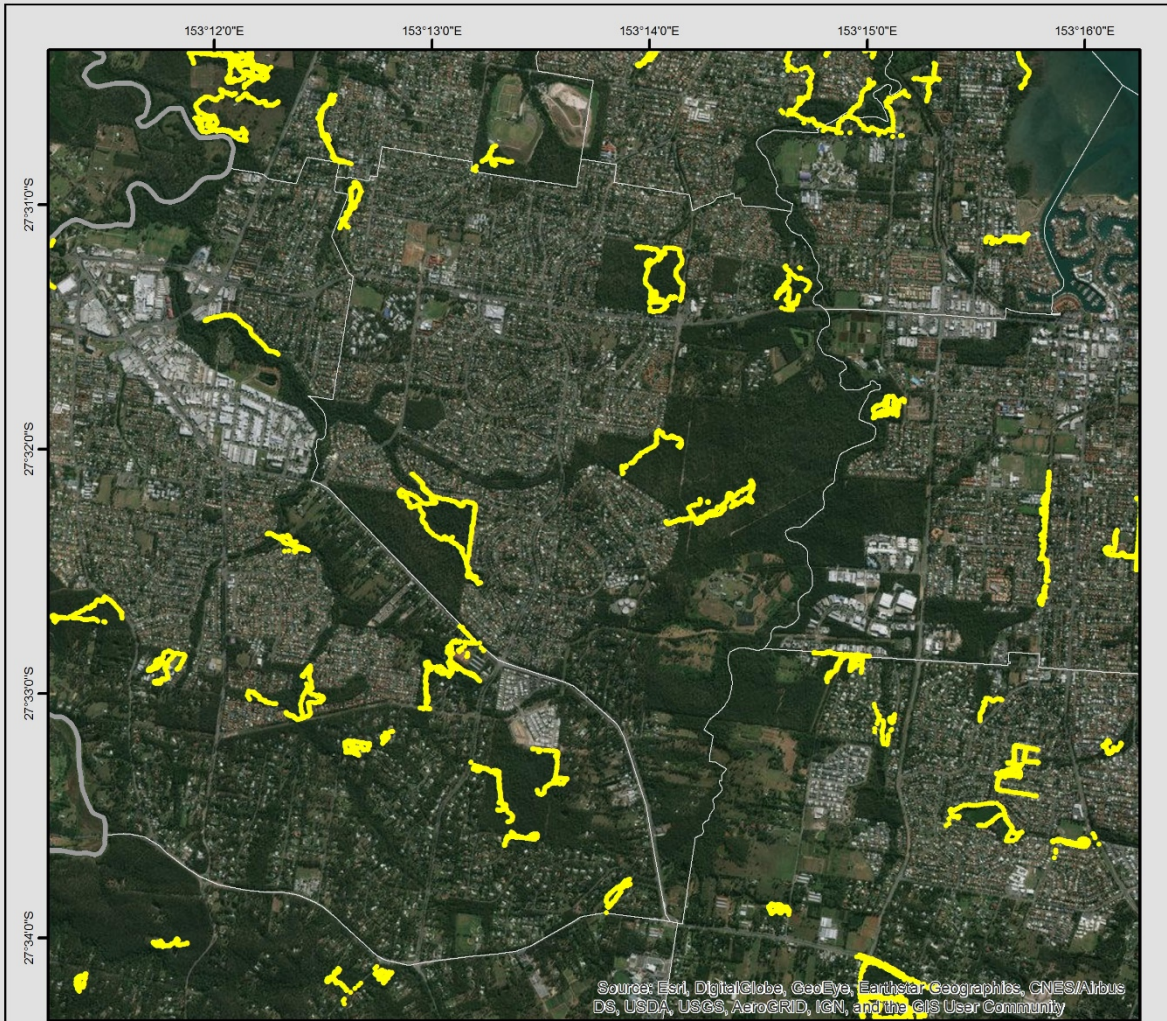 153°12'0"E 153°13'0"E 153°14'0"E 153°15'0"E 153°16'0"E
27°31'0"S
27°32'0"S
27°33'0"S
27°34'0"S
Source: Esri, DigitalGlobe, GeoEye, Earthstar Geographics, CNES/Airbus
DS, USDA, USGS, AeroGRID, IGN, and the GIS User Community